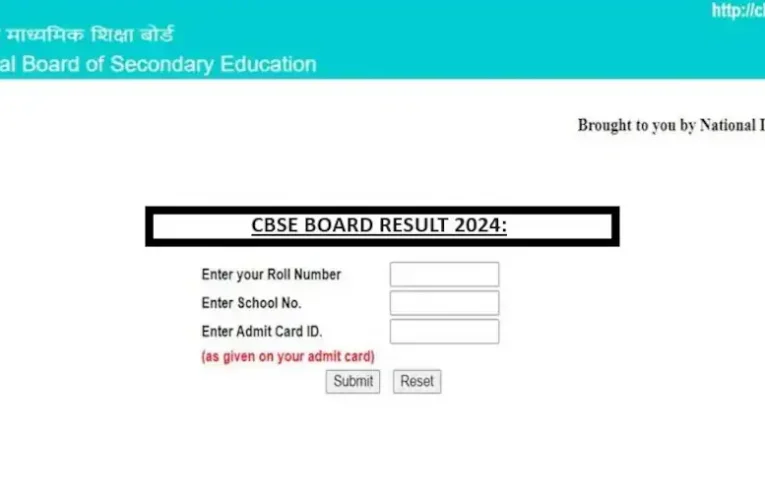 http://c
माध्यमिक शिक्षा बोर्ड
al Board of Secondary Education
Brought to you by National
CBSE BOARD RESULT 2024:
Enter your Roll Number
Enter School No.
Enter Admit Card ID.
(as given on your admit card)
Submit Reset